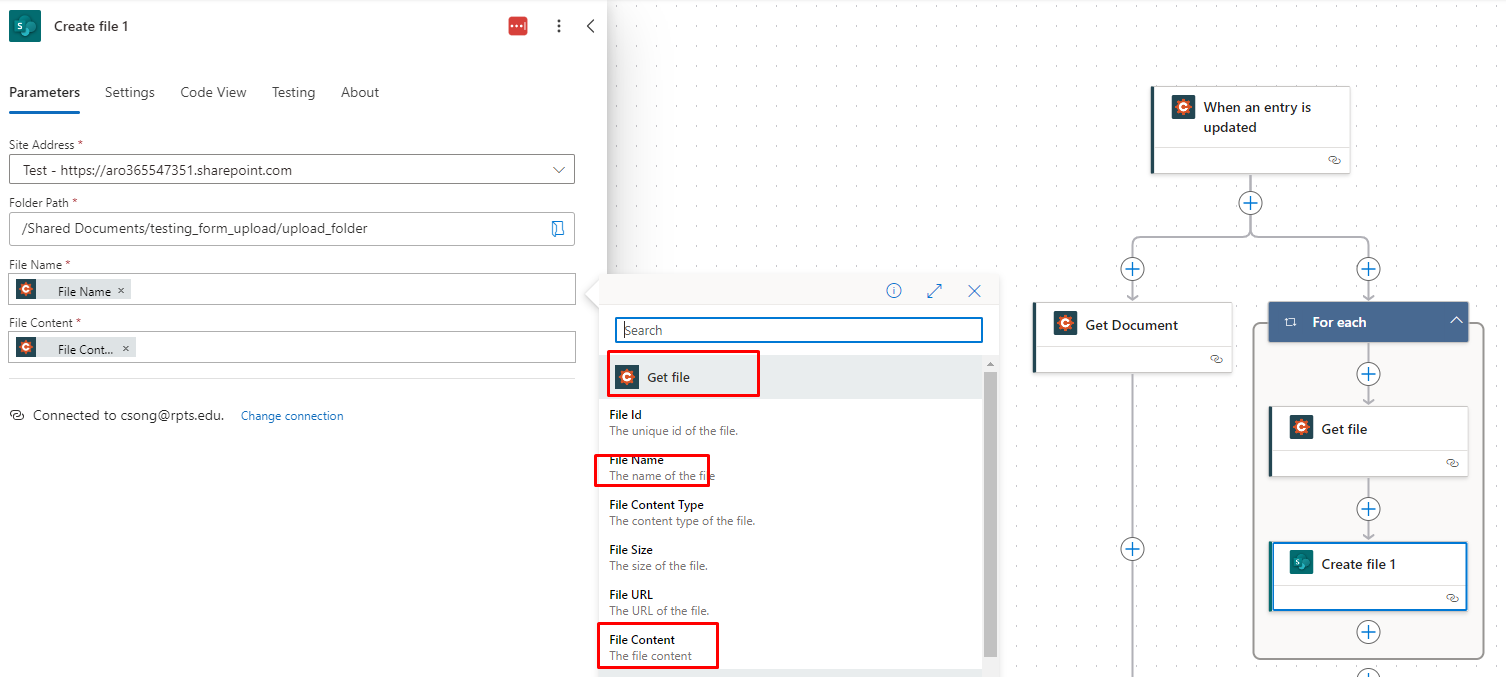 Create file 1
Parameters
Settings
Code View
Testing
About
Site Address *
Test - https://aro365547351.sharepoint.com
Folder Path *
/Shared Documents/testing_form_upload/upload_folder
File Name *
File Name ×
File Content *
File Cont... ×
Connected to csong@rpts.edu.
Change connection
Search
Get file
File Id
The unique id of the file.
File Name
The name of the file
File Content Type
The content type of the file.
File Size
The size of the file.
File URL
The URL of the file.
File Content
The file content
When an entry is
updated
Get Document
For each
Get file
Create file 1